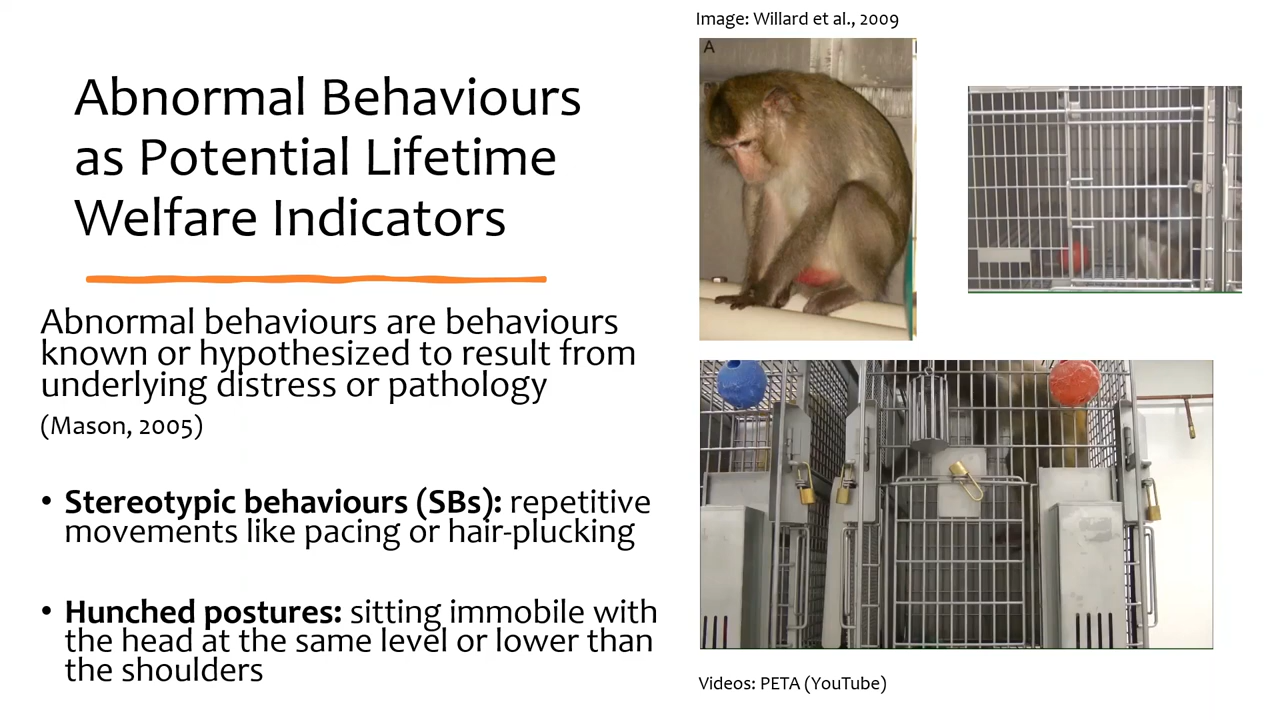 Image: Willard et al., 2009
A
Abnormal Behaviours
as Potential Lifetime
Welfare Indicators
Abnormal behaviours are behaviours
known or hypothesized to result from
underlying distress or pathology
(Mason, 2005)
• Stereotypic behaviours (SBs): repetitive
movements like pacing or hair-plucking
• Hunched postures: sitting immobile with
the head at the same level or lower than
the shoulders
Videos: PETA (YouTube)